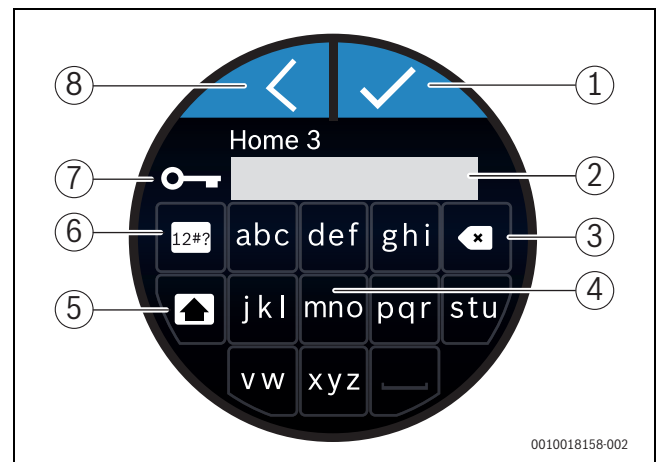 8 1
Home 3
7 2
6 12#? abc def ghi 3
5 jkl mno pqr stu 4
vw xyz
0010018158-002